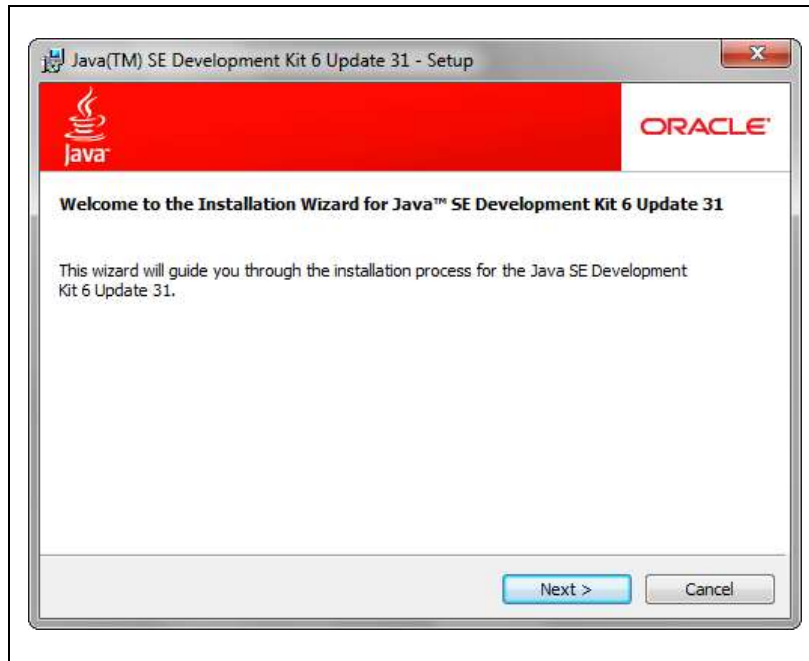 Java(TM) SE Development Kit 6 Update 31 - Setup
Java™
ORACLE®
Welcome to the Installation Wizard for Java™ SE Development Kit 6 Update 31
This wizard will guide you through the installation process for the Java SE Development
Kit 6 Update 31.
Next >
Cancel